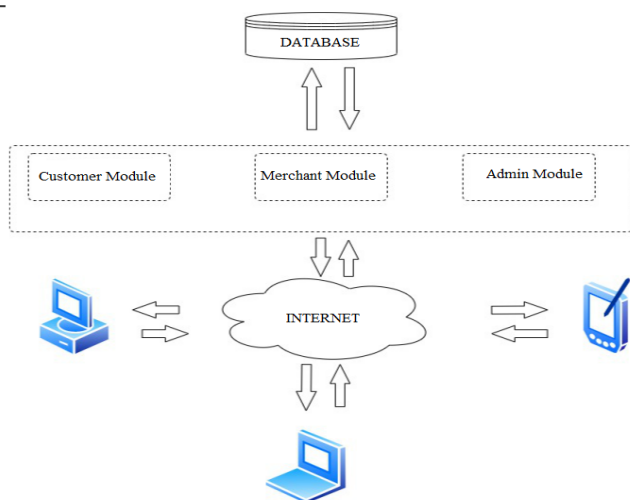 DATABASE
Customer Module
Merchant Module
Admin Module
INTERNET